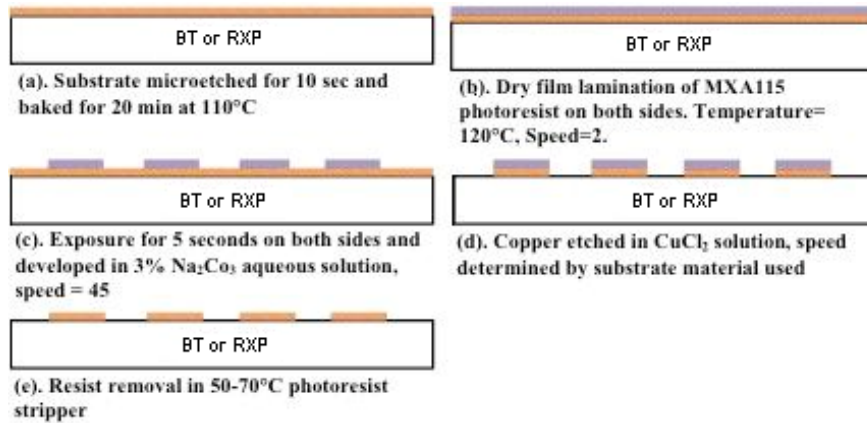 BT or RXP
(a). Substrate microetched for 10 sec and
baked for 20 min at 110°C
BT or RXP
(b). Dry film lamination of MXA115
photoresist on both sides. Temperature=
120°C, Speed=2.
BT or RXP
(c). Exposure for 5 seconds on both sides and
developed in 3% Na₂Co₃ aqueous solution,
speed = 45
BT or RXP
(d). Copper etched in CuCl₂ solution, speed
determined by substrate material used
BT or RXP
(e). Resist removal in 50-70°C photoresist
stripper